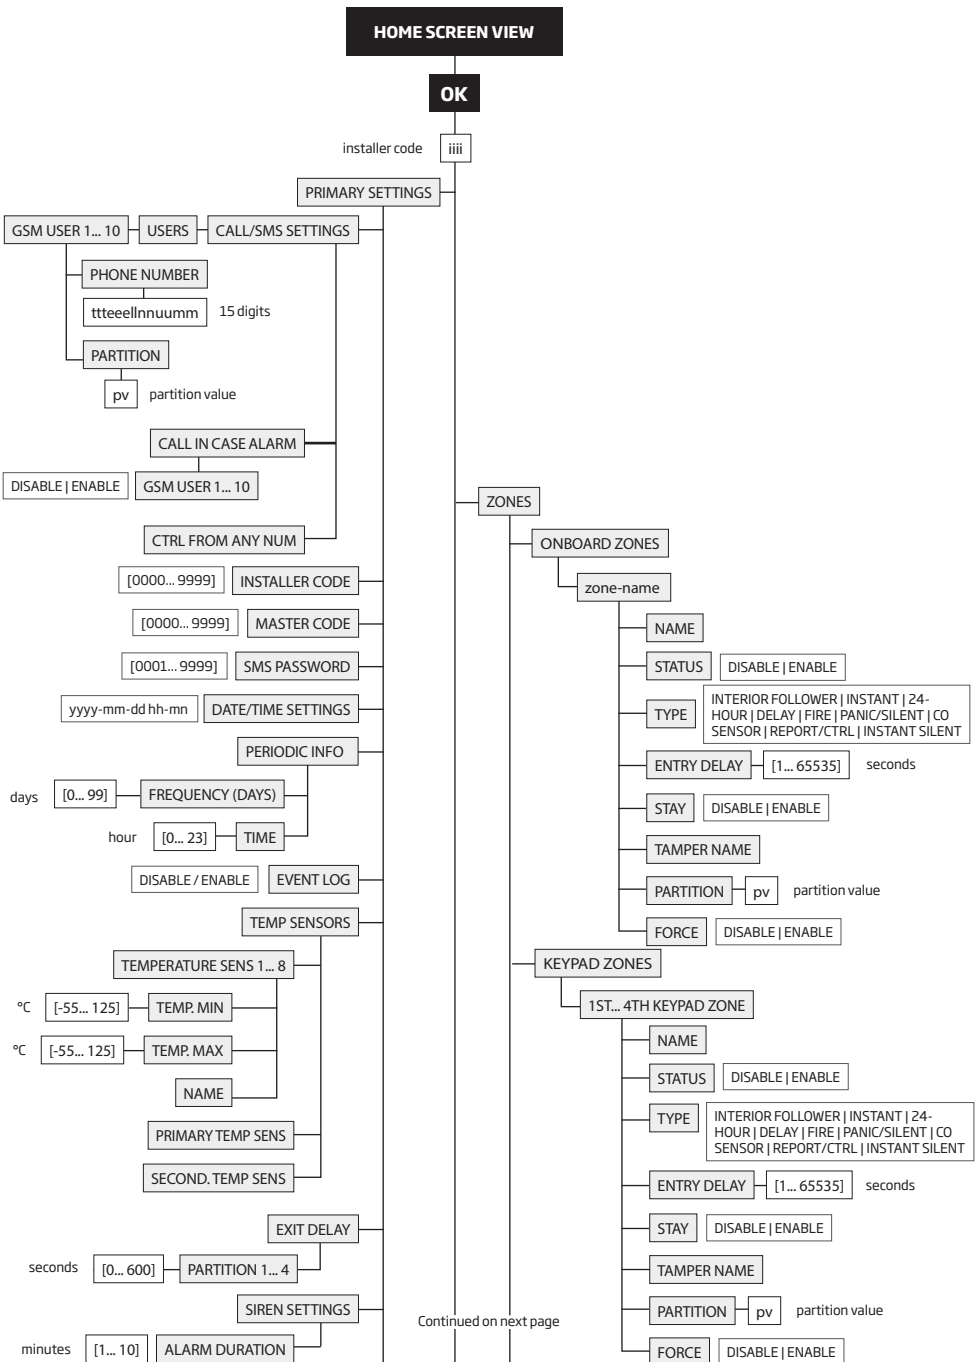 HOME SCREEN VIEW
OK
installer code
iiii
PRIMARY SETTINGS
GSM USER 1... 10
USERS
CALL/SMS SETTINGS
PHONE NUMBER
ttteeellnnuumm
15 digits
PARTITION
pv
partition value
CALL IN CASE ALARM
DISABLE | ENABLE
GSM USER 1... 10
CTRL FROM ANY NUM
[0000... 9999]
INSTALLER CODE
[0000... 9999]
MASTER CODE
[0001... 9999]
SMS PASSWORD
yyyy-mm-dd hh-mn
DATE/TIME SETTINGS
PERIODIC INFO
days
[0... 99]
FREQUENCY (DAYS)
hour
[0... 23]
TIME
DISABLE / ENABLE
EVENT LOG
TEMP SENSORS
TEMPERATURE SENS 1... 8
°C
[-55... 125]
TEMP. MIN
°C
[-55... 125]
TEMP. MAX
NAME
PRIMARY TEMP SENS
SECOND. TEMP SENS
EXIT DELAY
seconds
[0... 600]
PARTITION 1... 4
SIREN SETTINGS
minutes
[1... 10]
ALARM DURATION
ZONES
ONBOARD ZONES
zone-name
NAME
STATUS
DISABLE | ENABLE
TYPE
INTERIOR FOLLOWER | INSTANT | 24-
HOUR | DELAY | FIRE | PANIC/SILENT | CO
SENSOR | REPORT/CTRL | INSTANT SILENT
ENTRY DELAY
[1... 65535]
seconds
STAY
DISABLE | ENABLE
TAMPER NAME
PARTITION
pv
partition value
FORCE
DISABLE | ENABLE
KEYPAD ZONES
1ST... 4TH KEYPAD ZONE
NAME
STATUS
DISABLE | ENABLE
TYPE
INTERIOR FOLLOWER | INSTANT | 24-
HOUR | DELAY | FIRE | PANIC/SILENT | CO
SENSOR | REPORT/CTRL | INSTANT SILENT
ENTRY DELAY
[1... 65535]
seconds
STAY
DISABLE | ENABLE
TAMPER NAME
PARTITION
pv
partition value
FORCE
DISABLE | ENABLE
Continued on next page